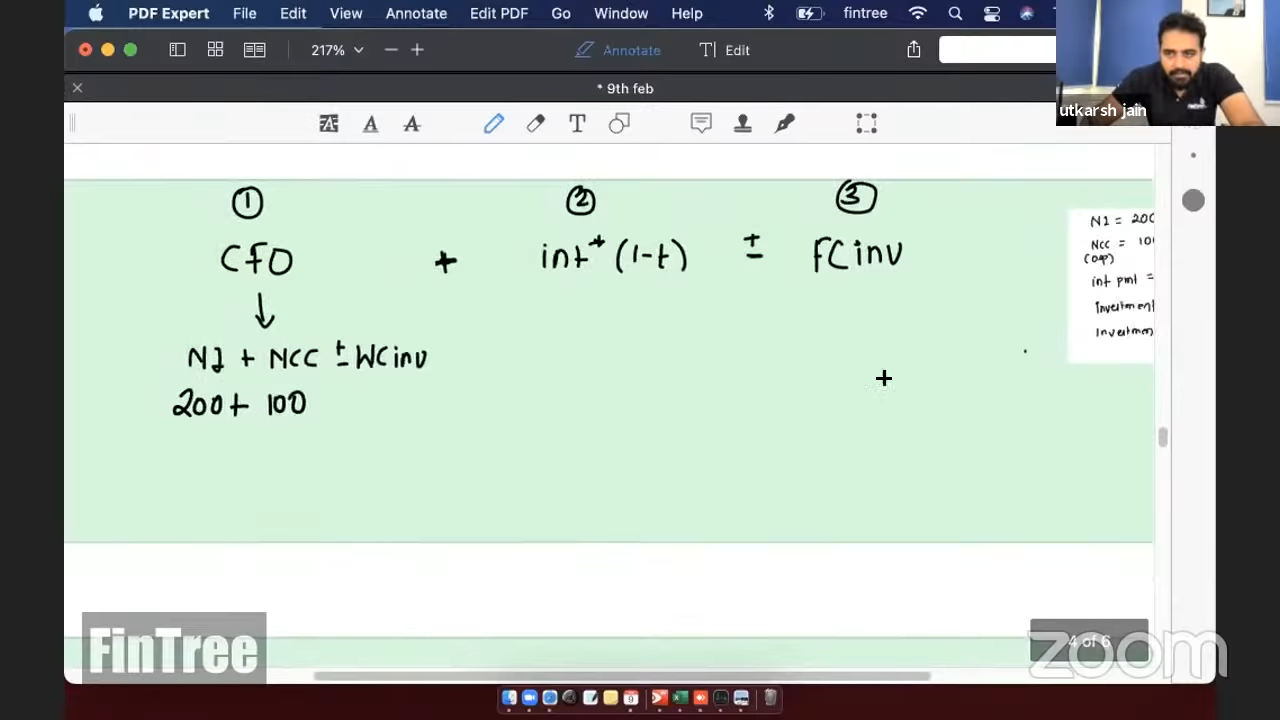 PDF Expert File Edit View Annotate Edit PDF Go Window Help fintree
217% Annotate T Edit
* 9th feb
utkarsh jain
1 2 3
CFO + int*(1-t) ± FCinv
NI + NCC ± WCinv
200+ 100
NI = 200
NCC = 10
int pmt =
Investment
Investmen
4 of 6
FinTree
zoom